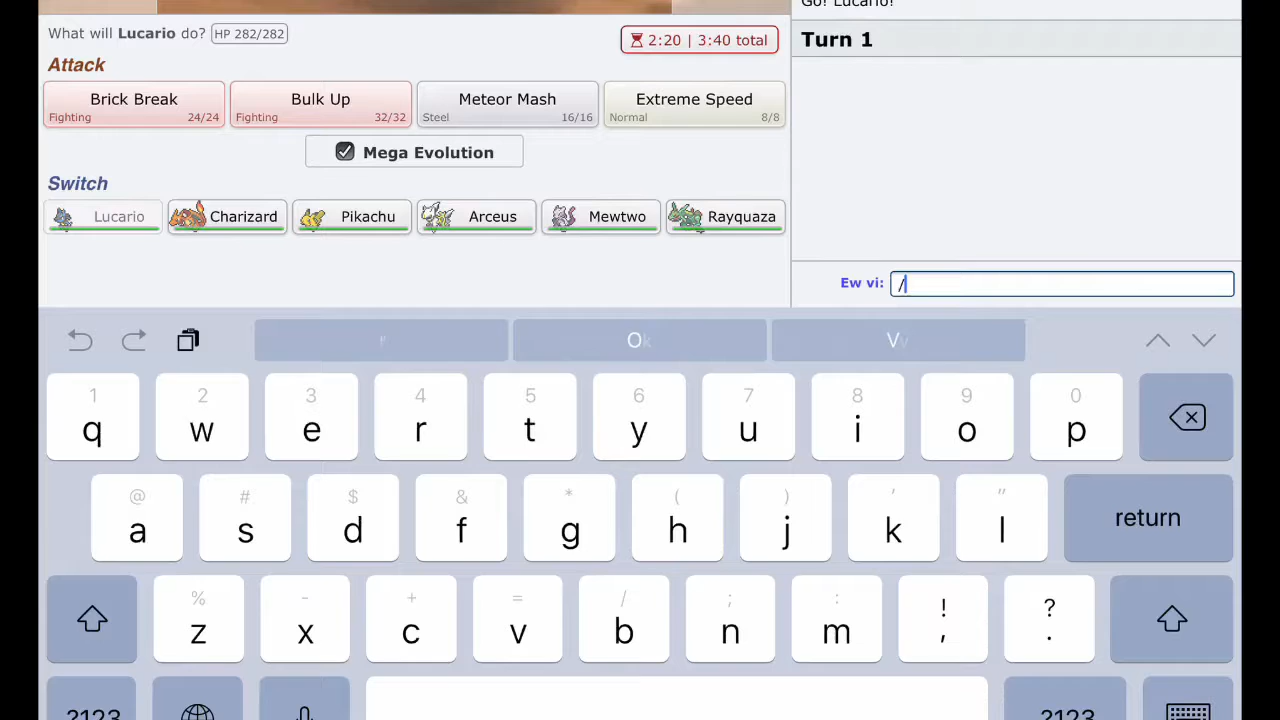 Go! Lucario!
What will Lucario do? HP 282/282
2:20 | 3:40 total
Turn 1
Attack
Brick Break Bulk Up Meteor Mash Extreme Speed
Fighting 24/24 Fighting 32/32 Steel 16/16 Normal 8/8
Mega Evolution
Switch
Lucario Charizard Pikachu Arceus Mewtwo Rayquaza
Ew vi: /
Ok
1 2 3 4 5 6 7 8 9 0
q w e r t y u i o p
@ # $ & * ( ) ' "
a s d f g h j k l return
% - + = / ; : ! ?
z x c v b n m , .
.?123 .?123